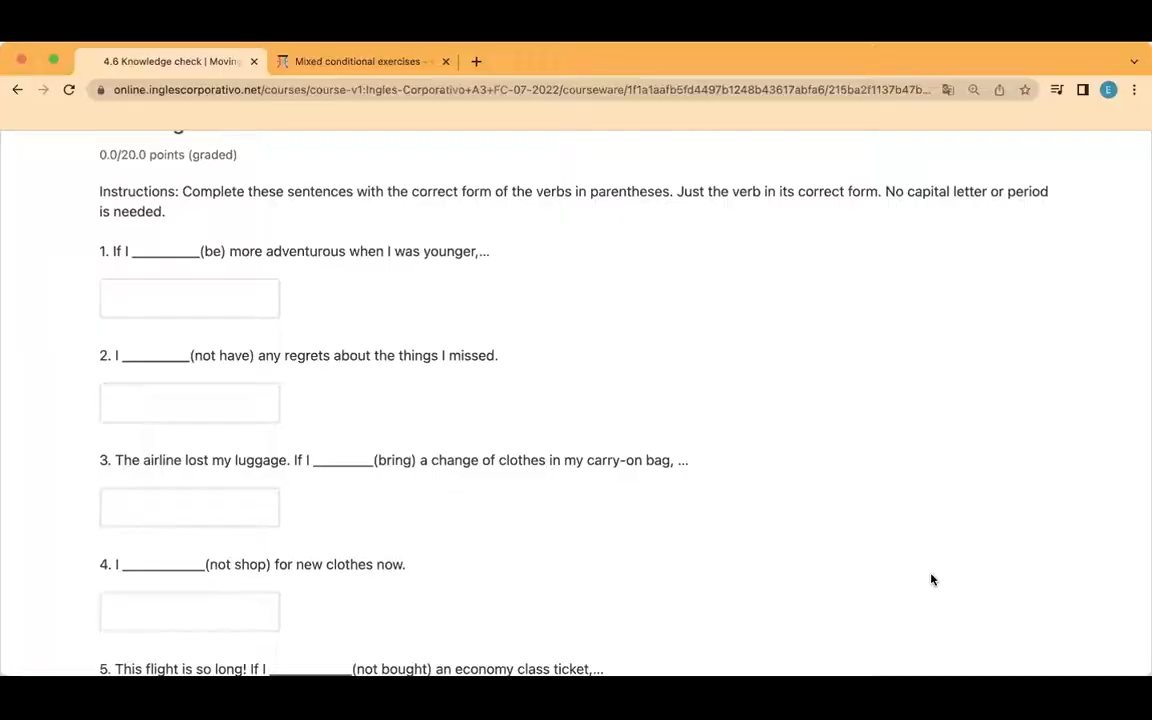 4.6 Knowledge check | Moving
Mixed conditional exercises -
online.inglescorporativo.net/courses/course-v1:Ingles-Corporativo+A3+FC-07-2022/courseware/1f1a1aafb5fd4497b1248b43617abfa6/215ba2f1137b47b...
E
0.0/20.0 points (graded)
Instructions: Complete these sentences with the correct form of the verbs in parentheses. Just the verb in its correct form. No capital letter or period
is needed.
1. If I _________(be) more adventurous when I was younger,...
2. I _________(not have) any regrets about the things I missed.
3. The airline lost my luggage. If I ________(bring) a change of clothes in my carry-on bag, ...
4. I ___________(not shop) for new clothes now.
5. This flight is so long! If I ___________(not bought) an economy class ticket,...